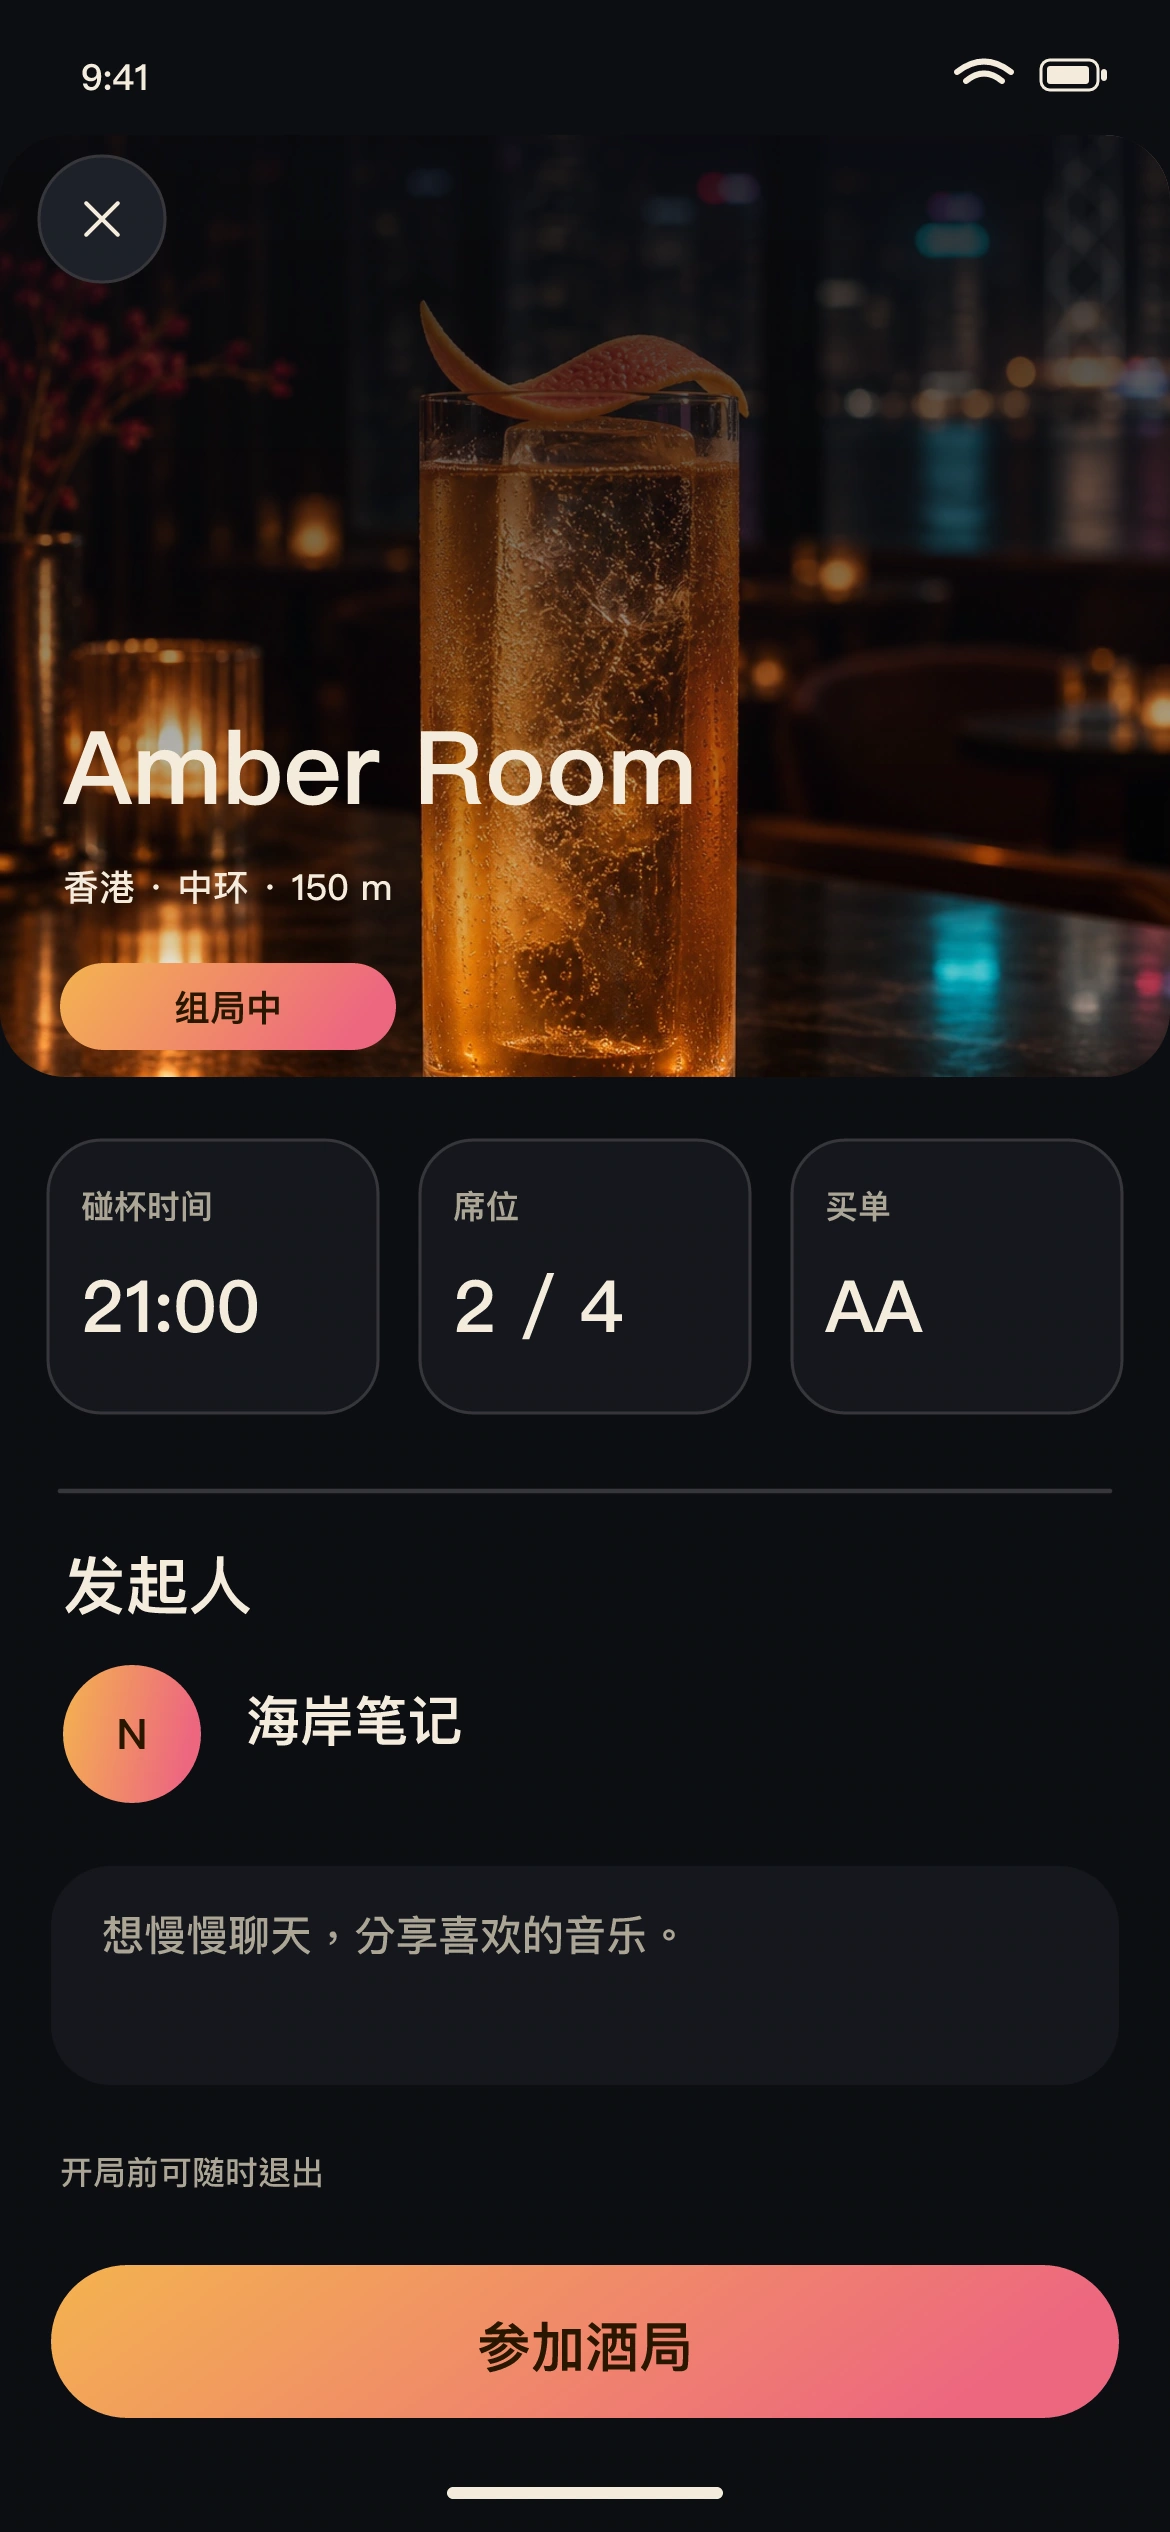 9:41
Amber Room
香港 · 中环 · 150 m
组局中
碰杯时间
席位
买单
21:00
2 / 4
AA
发起人
N
海岸笔记
想慢慢聊天，分享喜欢的音乐。
开局前可随时退出
参加酒局